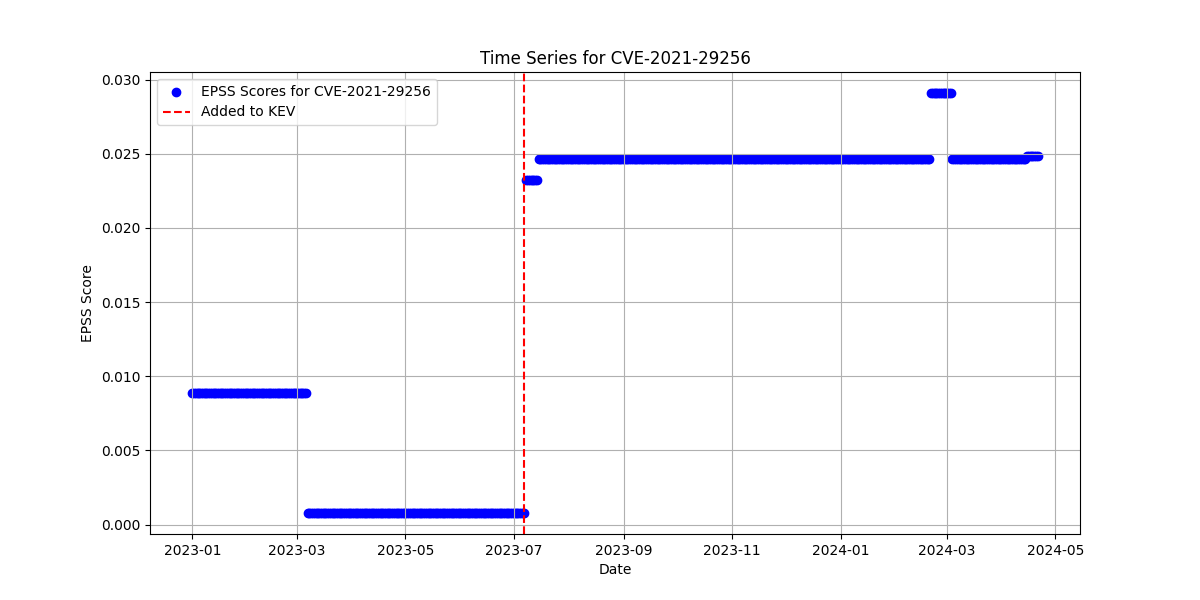 Time Series for CVE-2021-29256
EPSS Scores for CVE-2021-29256
Added to KEV
EPSS Score
0.030
0.025
0.020
0.015
0.010
0.005
0.000
2023-01 2023-03 2023-05 2023-07 2023-09 2023-11 2024-01 2024-03 2024-05
Date